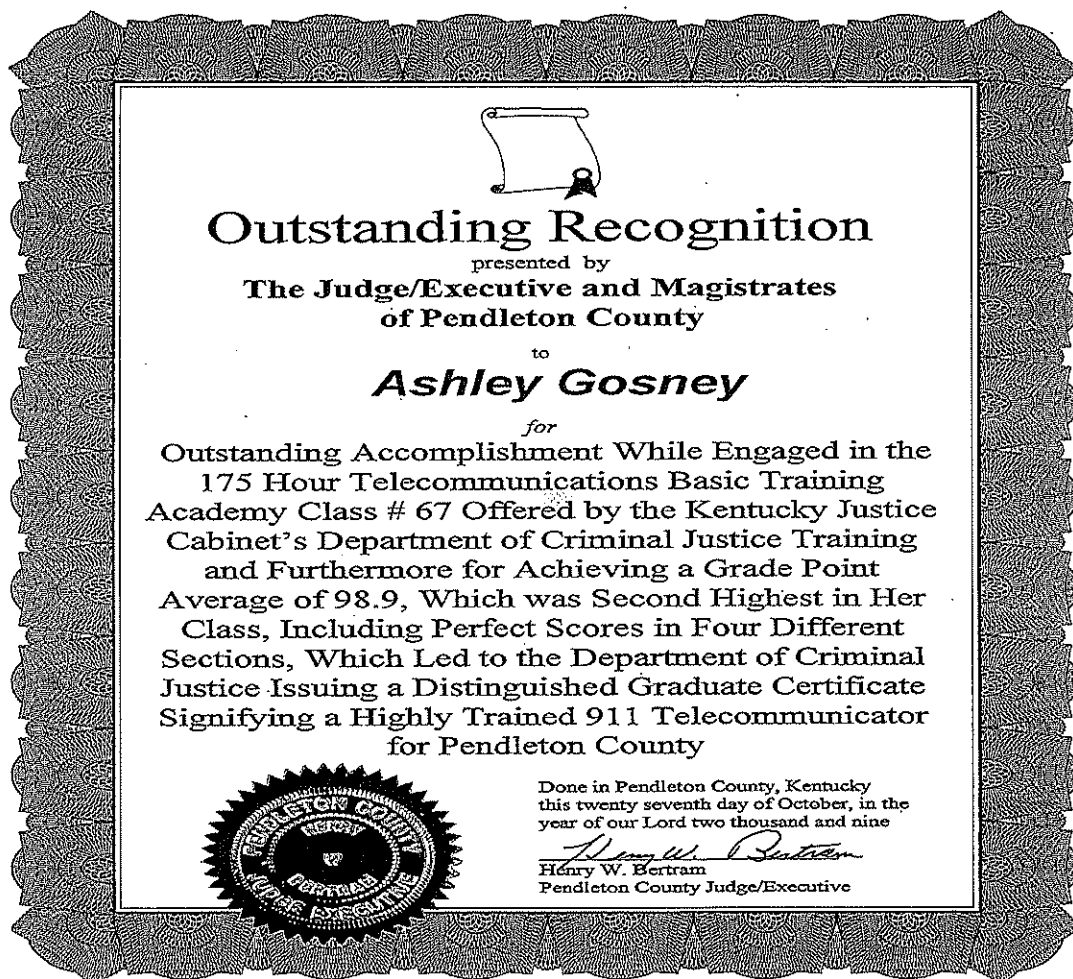 Outstanding Recognition
presented by
The Judge/Executive and Magistrates
of Pendleton County
to
Ashley Gosney
for
Outstanding Accomplishment While Engaged in the
175 Hour Telecommunications Basic Training
Academy Class # 67 Offered by the Kentucky Justice
Cabinet's Department of Criminal Justice Training
and Furthermore for Achieving a Grade Point
Average of 98.9, Which was Second Highest in Her
Class, Including Perfect Scores in Four Different
Sections, Which Led to the Department of Criminal
Justice Issuing a Distinguished Graduate Certificate
Signifying a Highly Trained 911 Telecommunicator
for Pendleton County
PENDLETON COUNTY
HENRY
BERTRAM
JUDGE EXECUTIVE
Done in Pendleton County, Kentucky
this twenty seventh day of October, in the
year of our Lord two thousand and nine
Henry W. Bertram
Henry W. Bertram
Pendleton County Judge/Executive